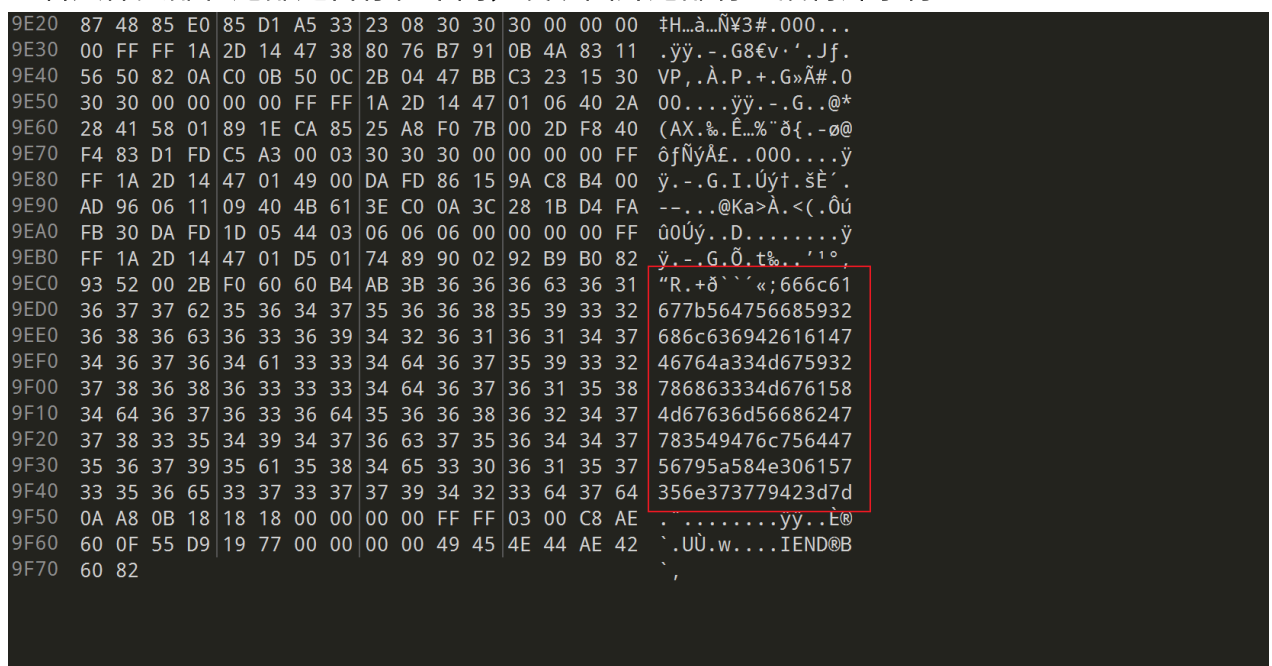 9E20 87 48 85 E0 85 D1 A5 33 23 08 30 30 30 00 00 00 ‡H…à…Ñ¥3#.000...
9E30 00 FF FF 1A 2D 14 47 38 80 76 B7 91 0B 4A 83 11 .ÿÿ.-.G8€v·‘.Jƒ.
9E40 56 50 82 0A C0 0B 50 0C 2B 04 47 BB C3 23 15 30 VP‚.À.P.+.G»Ã#.0
9E50 30 30 00 00 00 00 FF FF 1A 2D 14 47 01 06 40 2A 00....ÿÿ.-.G..@*
9E60 28 41 58 01 89 1E CA 85 25 A8 F0 7B 00 2D F8 40 (AX.‰.Ê…%¨ð{.-ø@
9E70 F4 83 D1 FD C5 A3 00 03 30 30 30 00 00 00 00 FF ôƒÑýÅ£..000....ÿ
9E80 FF 1A 2D 14 47 01 49 00 DA FD 86 15 9A C8 B4 00 ÿ.-.G.I.Úý†.šÈ´.
9E90 AD 96 06 11 09 40 4B 61 3E C0 0A 3C 28 1B D4 FA -–...@Ka>À.<(.Ôú
9EA0 FB 30 DA FD 1D 05 44 03 06 06 06 00 00 00 00 FF û0Úý..D........ÿ
9EB0 FF 1A 2D 14 47 01 D5 01 74 89 90 02 92 B9 B0 82 ÿ.-.G.Õ.t‰..’¹°‚
9EC0 93 52 00 2B F0 60 60 B4 AB 3B 36 36 36 63 36 31 “R.+ð``´«;666c61
9ED0 36 37 37 62 35 36 34 37 35 36 36 38 35 39 33 32 677b564756685932
9EE0 36 38 36 63 36 33 36 39 34 32 36 31 36 31 34 37 686c636942616147
9EF0 34 36 37 36 34 61 33 33 34 64 36 37 35 39 33 32 46764a334d675932
9F00 37 38 36 38 36 33 33 33 34 64 36 37 36 31 35 38 786863334d676158
9F10 34 64 36 37 36 33 36 64 35 36 36 38 36 32 34 37 4d67636d56686247
9F20 37 38 33 35 34 39 34 37 36 63 37 35 36 34 34 37 783549476c756447
9F30 35 36 37 39 35 61 35 38 34 65 33 30 36 31 35 37 56795a584e306157
9F40 33 35 36 65 33 37 33 37 37 39 34 32 33 64 37 64 356e373779423d7d
9F50 0A A8 0B 18 18 18 00 00 00 00 FF FF 03 00 C8 AE .¨........ÿÿ..È®
9F60 60 0F 55 D9 19 77 00 00 00 00 49 45 4E 44 AE 42 `.UÙ.w....IEND®B
9F70 60 82 `‚